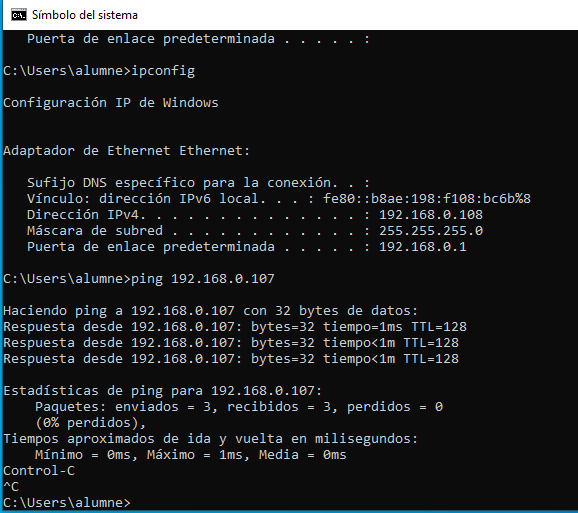 Símbolo del sistema
Puerta de enlace predeterminada . . . . . :
C:\Users\alumne>ipconfig
Configuración IP de Windows
Adaptador de Ethernet Ethernet:
Sufijo DNS específico para la conexión. . :
Vínculo: dirección IPv6 local. . . : fe80::b8ae:198:f108:bc6b%8
Dirección IPv4. . . . . . . . . . . . . . : 192.168.0.108
Máscara de subred . . . . . . . . . . . . : 255.255.255.0
Puerta de enlace predeterminada . . . . . : 192.168.0.1
C:\Users\alumne>ping 192.168.0.107
Haciendo ping a 192.168.0.107 con 32 bytes de datos:
Respuesta desde 192.168.0.107: bytes=32 tiempo=1ms TTL=128
Respuesta desde 192.168.0.107: bytes=32 tiempo<1m TTL=128
Respuesta desde 192.168.0.107: bytes=32 tiempo<1m TTL=128
Estadísticas de ping para 192.168.0.107:
Paquetes: enviados = 3, recibidos = 3, perdidos = 0
(0% perdidos),
Tiempos aproximados de ida y vuelta en milisegundos:
Mínimo = 0ms, Máximo = 1ms, Media = 0ms
Control-C
^C
C:\Users\alumne>